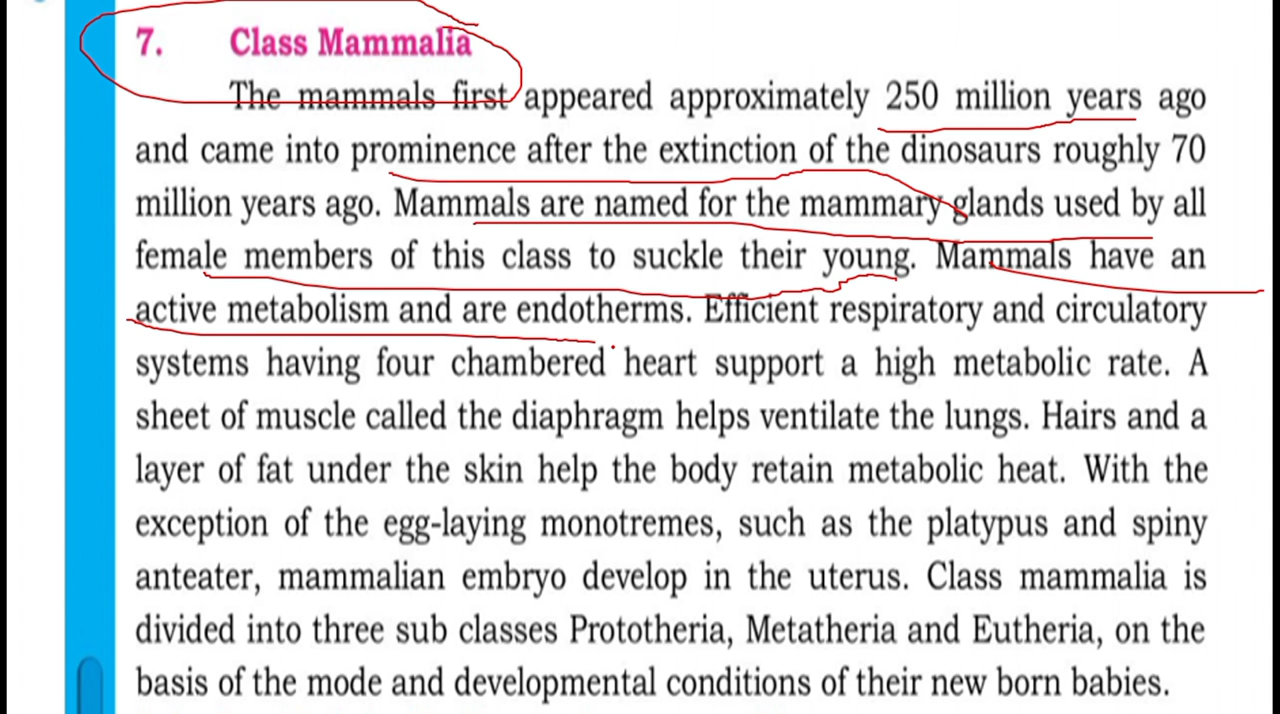 7. Class Mammalia
The mammals first appeared approximately 250 million years ago
and came into prominence after the extinction of the dinosaurs roughly 70
million years ago. Mammals are named for the mammary glands used by all
female members of this class to suckle their young. Mammals have an
active metabolism and are endotherms. Efficient respiratory and circulatory
systems having four chambered heart support a high metabolic rate. A
sheet of muscle called the diaphragm helps ventilate the lungs. Hairs and a
layer of fat under the skin help the body retain metabolic heat. With the
exception of the egg-laying monotremes, such as the platypus and spiny
anteater, mammalian embryo develop in the uterus. Class mammalia is
divided into three sub classes Prototheria, Metatheria and Eutheria, on the
basis of the mode and developmental conditions of their new born babies.